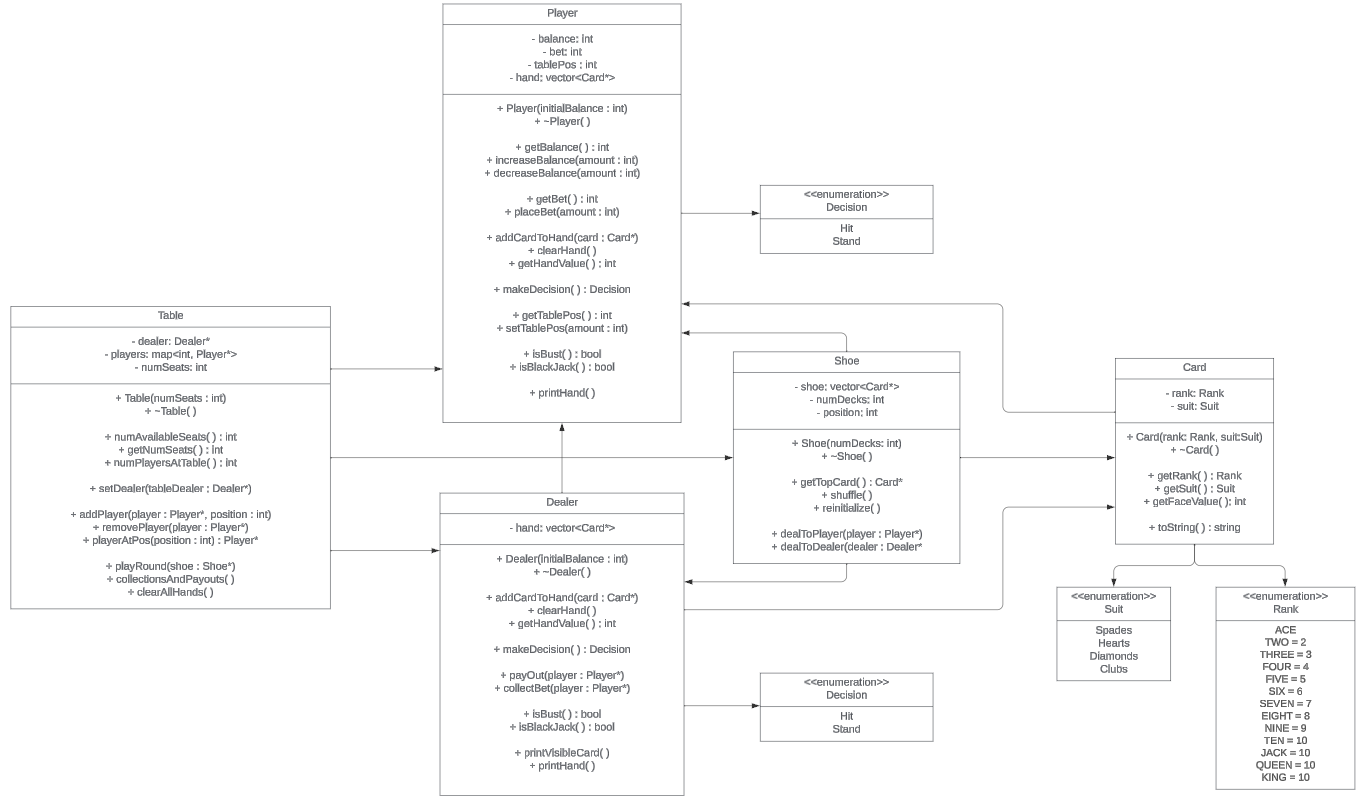 Player
- balance: int
- bet: int
- tablePos : int
- hand: vector<Card*>
+ Player(initialBalance : int)
+ ~Player( )
+ getBalance( ) : int
+ increaseBalance(amount : int)
+ decreaseBalance(amount : int)
+ getBet( ) : int
+ placeBet(amount : int)
+ addCardToHand(card : Card*)
+ clearHand( )
+ getHandValue( ) : int
+ makeDecision( ) : Decision
+ getTablePos( ) : int
+ setTablePos(amount : int)
+ isBust( ) : bool
+ isBlackJack( ) : bool
+ printHand( )
<<enumeration>>
Decision
Hit
Stand
Table
- dealer: Dealer*
- players: map<int, Player*>
- numSeats: int
+ Table(numSeats : int)
+ ~Table( )
+ numAvailableSeats( ) : int
+ getNumSeats( ) : int
+ numPlayersAtTable( ) : int
+ setDealer(tableDealer : Dealer*)
+ addPlayer(player : Player*, position : int)
+ removePlayer(player : Player*)
+ playerAtPos(position : int) : Player*
+ playRound(shoe : Shoe*)
+ collectionsAndPayouts( )
+ clearAllHands( )
Shoe
- shoe: vector<Card*>
- numDecks: int
- position: int
+ Shoe(numDecks: int)
+ ~Shoe( )
+ getTopCard( ) : Card*
+ shuffle( )
+ reinitialize( )
+ dealToPlayer(player : Player*)
+ dealToDealer(dealer : Dealer*
Card
- rank: Rank
- suit: Suit
+ Card(rank: Rank, suit:Suit)
+ ~Card( )
+ getRank( ) : Rank
+ getSuit( ) : Suit
+ getFaceValue( ): int
+ toString( ) : string
Dealer
- hand: vector<Card*>
+ Dealer(initialBalance : int)
+ ~Dealer( )
+ addCardToHand(card : Card*)
+ clearHand( )
+ getHandValue( ) : int
+ makeDecision( ) : Decision
+ payOut(player : Player*)
+ collectBet(player : Player*)
+ isBust( ) : bool
+ isBlackJack( ) : bool
+ printVisibleCard( )
+ printHand( )
<<enumeration>>
Decision
Hit
Stand
<<enumeration>>
Suit
Spades
Hearts
Diamonds
Clubs
<<enumeration>>
Rank
ACE
TWO = 2
THREE = 3
FOUR = 4
FIVE = 5
SIX = 6
SEVEN = 7
EIGHT = 8
NINE = 9
TEN = 10
JACK = 10
QUEEN = 10
KING = 10